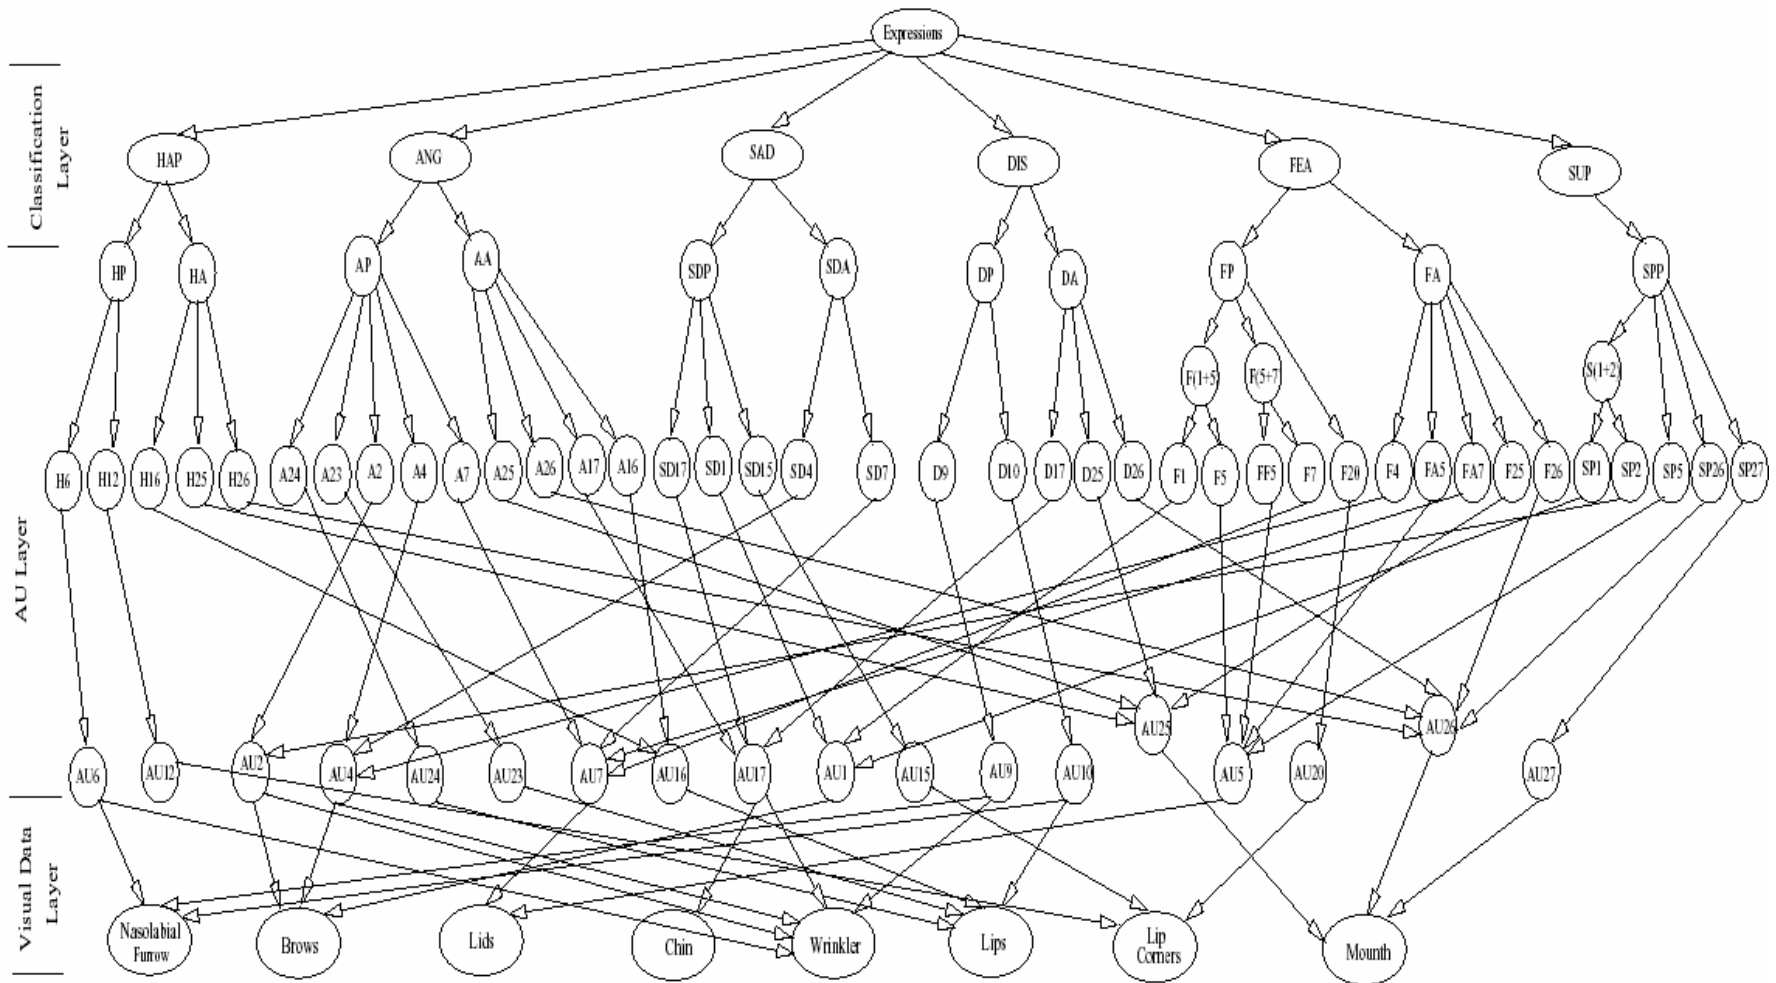 Expressions
Classification
Layer
HAP
ANG
SAD
DIS
FEA
SUP
HP
HA
AP
AA
SDP
SDA
DP
DA
FP
FA
SPP
F(1+5)
F(5+7
S(1+2)
AU Layer
H6
H12
H16
H25
H26
A24
A23
A2
A4
A7
A25
A26
A17
A16
SD17
SD1
SD15
SD4
SD7
D9
D10
D17
D25
D26
F1
F5
FF5
F7
F20
F4
FA5
FA7
F25
F26
SP1
SP2
SP5
SP26
SP27
AU6
AU12
AU2
AU4
AU24
AU23
AU7
AU16
AU17
AU1
AU15
AU9
AU10
AU25
AU5
AU20
AU26
AU27
Visual Data
Layer
Nasolabial
Furrow
Brows
Lids
Chin
Wrinkler
Lips
Lip
Corners
Mounth